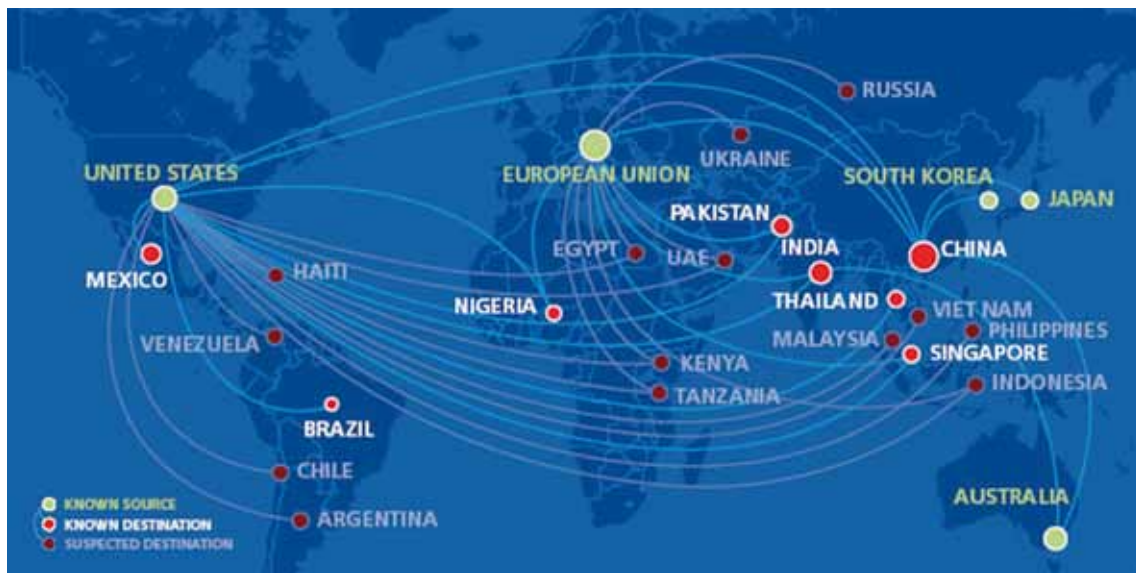 RUSSIA
UKRAINE
UNITED STATES
EUROPEAN UNION
SOUTH KOREA
JAPAN
PAKISTAN
EGYPT
UAE
INDIA
CHINA
MEXICO
HAITI
NIGERIA
THAILAND
VIET NAM
VENEZUELA
MALAYSIA
PHILIPPINES
SINGAPORE
KENYA
TANZANIA
INDONESIA
BRAZIL
CHILE
AUSTRALIA
ARGENTINA
KNOWN SOURCE
KNOWN DESTINATION
SUSPECTED DESTINATION